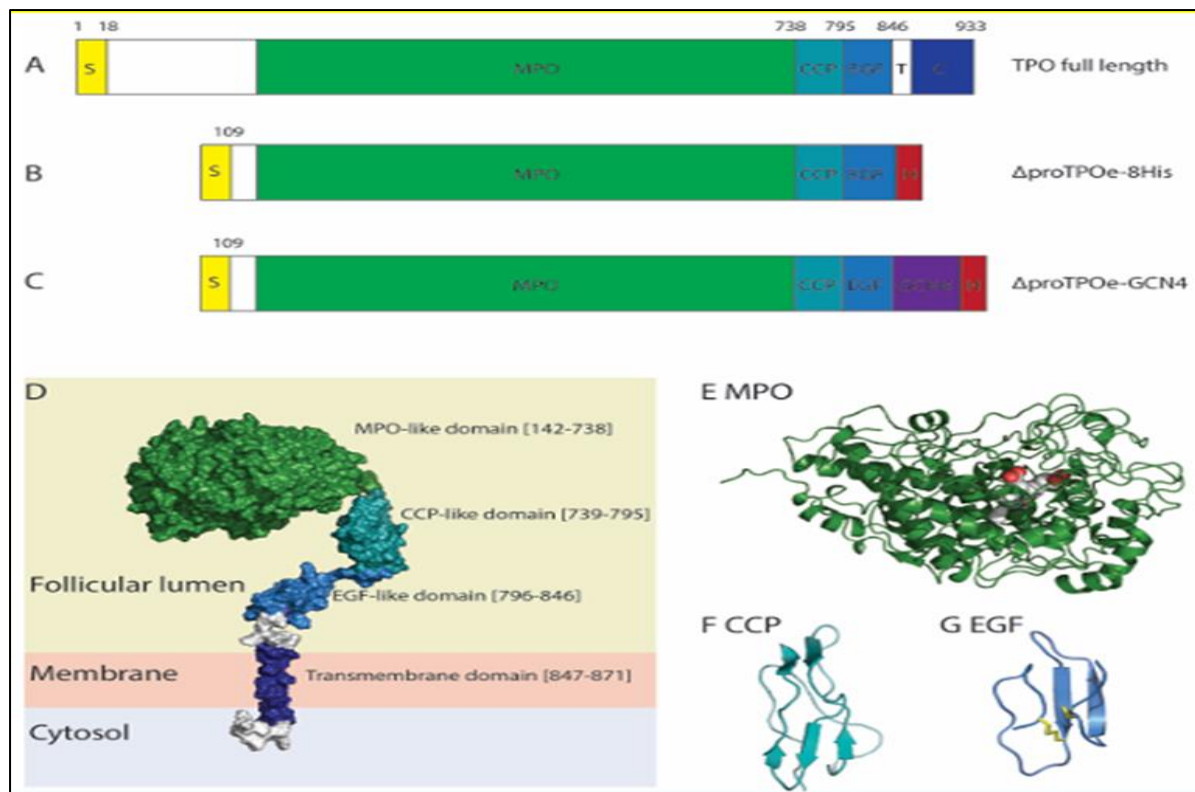 1 18 738 795 846 933
A S MPO CCP EGF T C TPO full length
109
B S MPO CCP EGF H ΔproTPOe-8His
109
C S MPO CCP EGF GCN4 H ΔproTPOe-GCN4
D
MPO-like domain [142-738]
CCP-like domain [739-795]
Follicular lumen
EGF-like domain [796-846]
Membrane
Transmembrane domain [847-871]
Cytosol
E MPO
F CCP
G EGF